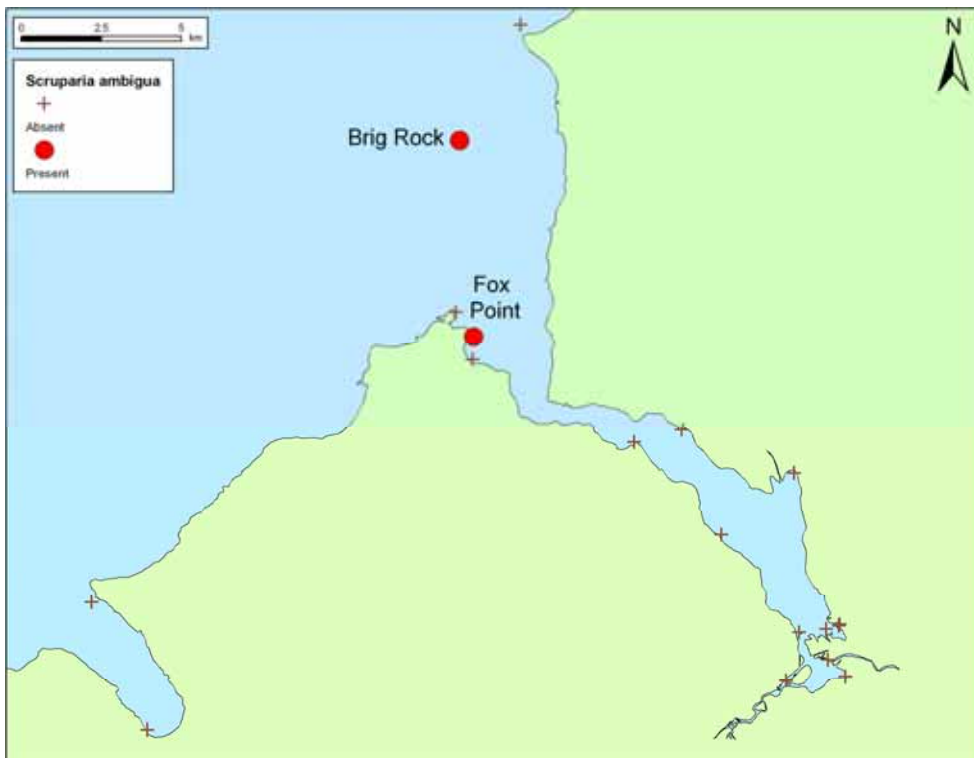 0 2.5 5
km
N
Scruparia ambigua
Absent
Present
Brig Rock
Fox
Point